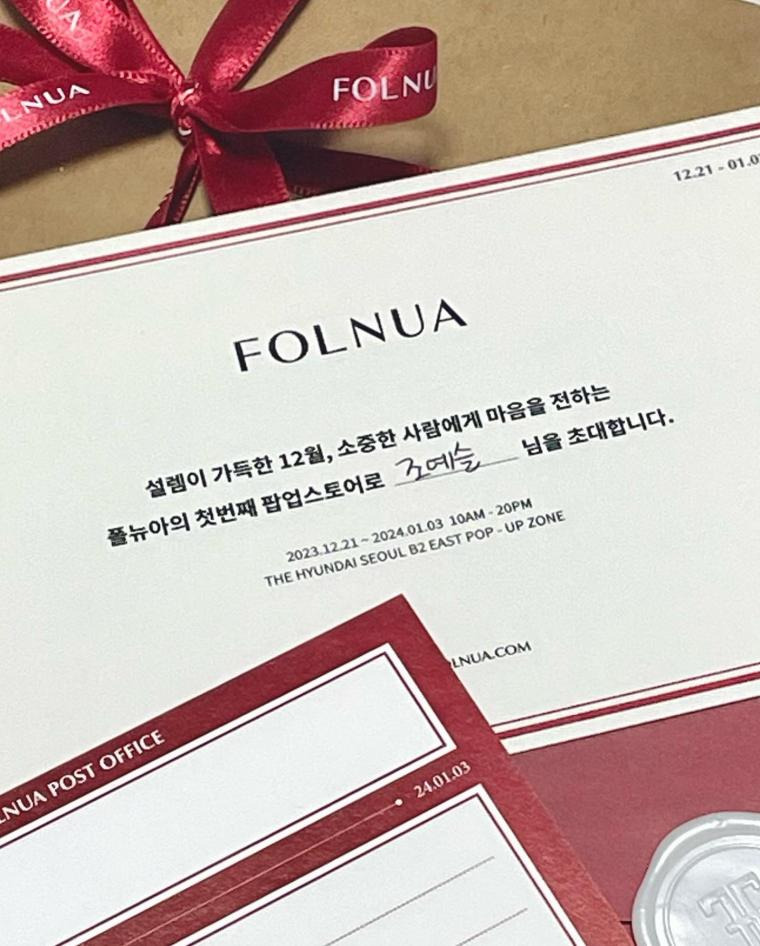 FOLNUA
FOLNUA
12.21 - 01.0
FOLNUA
설렘이 가득한 12월, 소중한 사람에게 마음을 전하는
폴뉴아의 첫번째 팝업스토어로 조예슬 님을 초대합니다.
2023.12.21 ~ 2024.01.03 10AM - 20PM
THE HYUNDAI SEOUL B2 EAST POP - UP ZONE
LNUA.COM
LNUA POST OFFICE
24.01.03